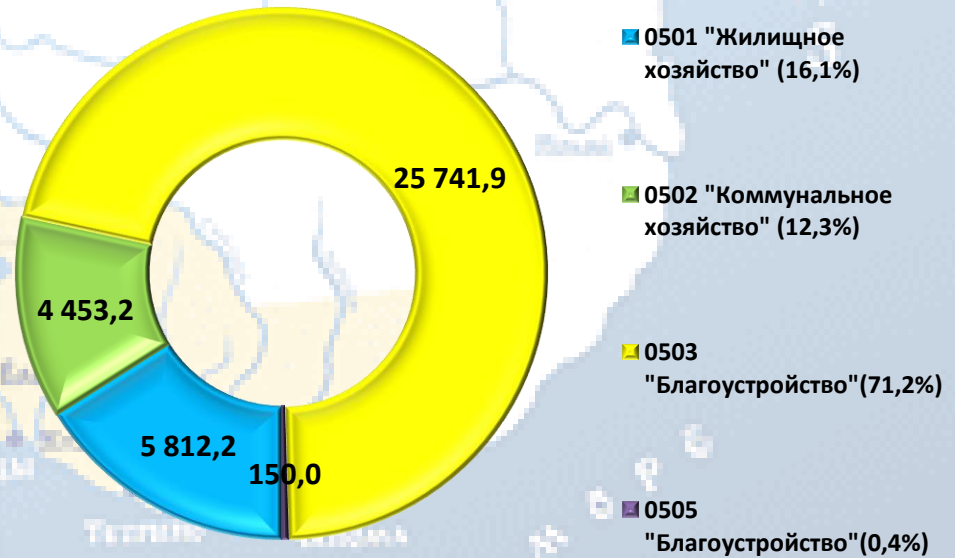 25 741,9
4 453,2
5 812,2
150,0
0501 "Жилищное
хозяйство" (16,1%)
0502 "Коммунальное
хозяйство" (12,3%)
0503
"Благоустройство"(71,2%)
0505
"Благоустройство"(0,4%)